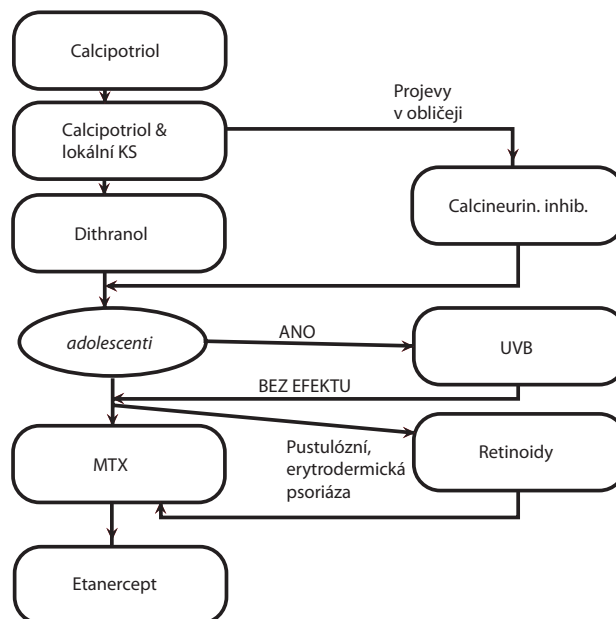 Calcipotriol
Projevy
v obličeji
Calcipotriol &
lokální KS
Calcineurin. inhib.
Dithranol
adolescenti
ANO
UVB
BEZ EFEKTU
MTX
Pustulózní,
erytrodermická
psoriáza
Retinoidy
Etanercept